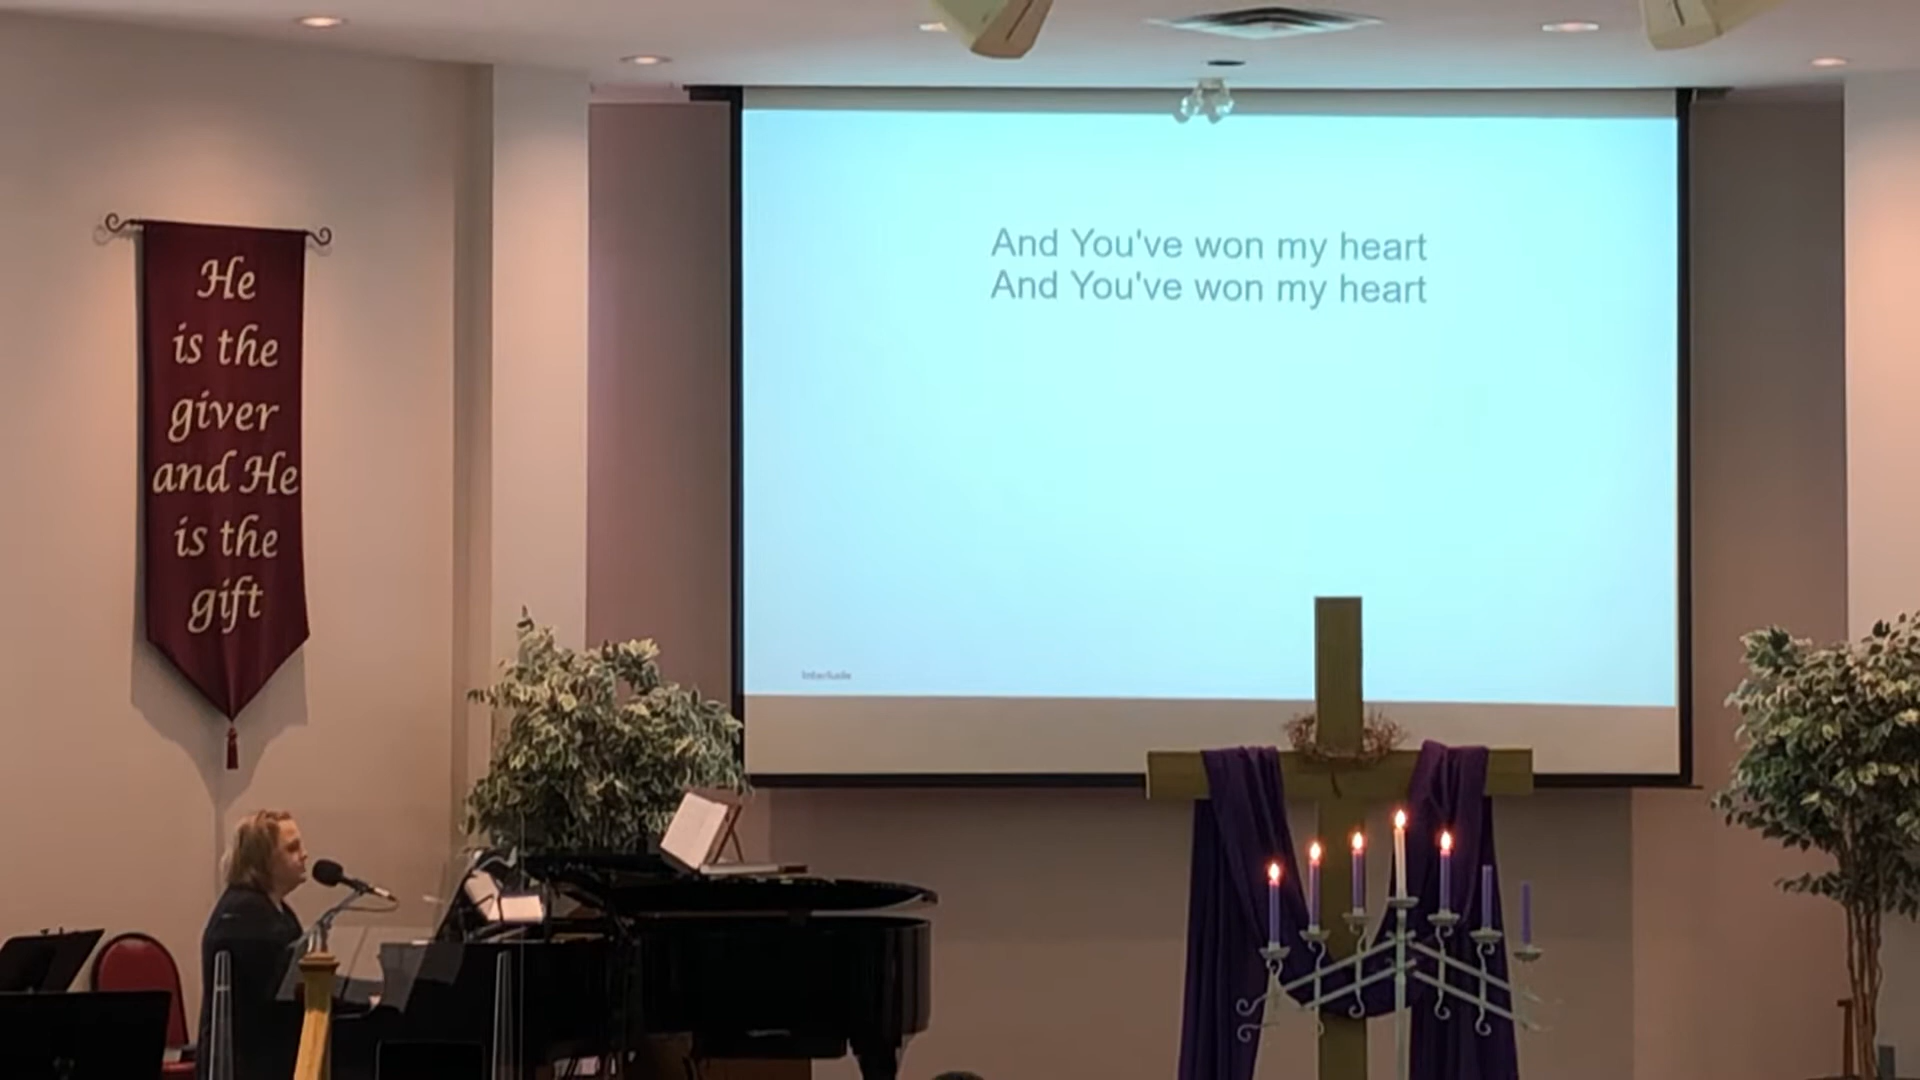 He
is the
giver
and He
is the
gift
And You've won my heart
And You've won my heart
Interlude